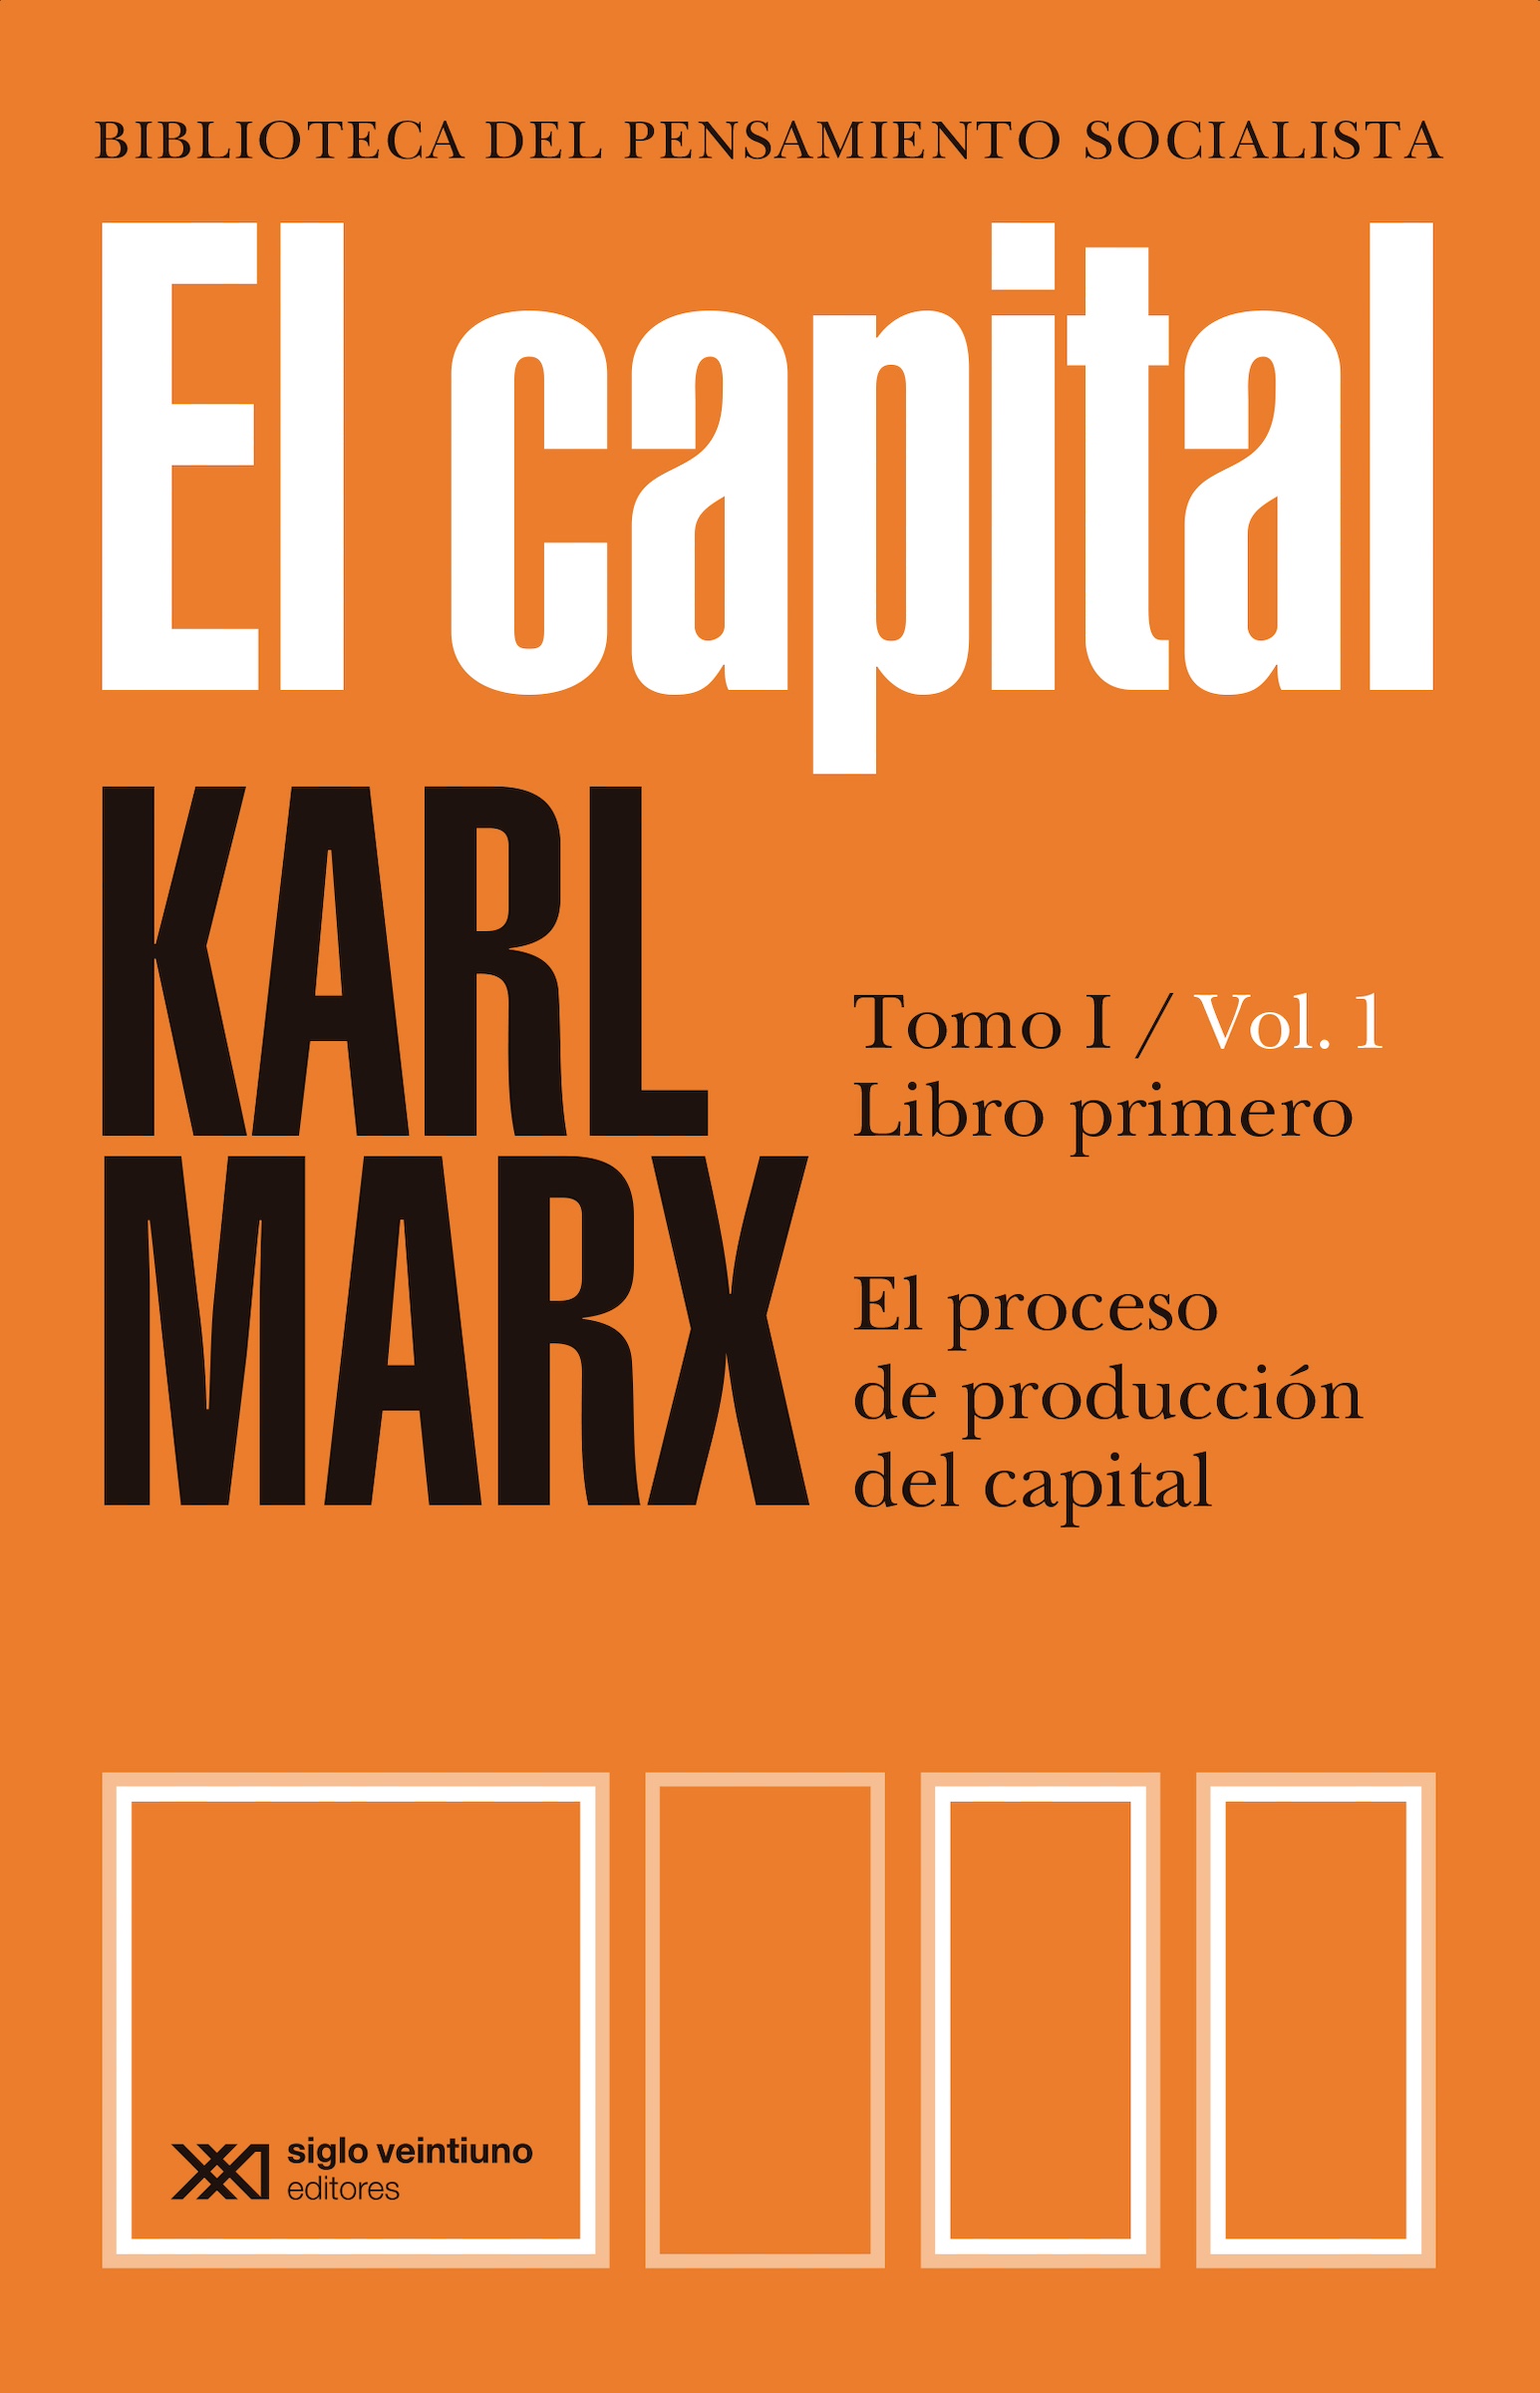 BIBLIOTECA DEL PENSAMIENTO SOCIALISTA
El capital
KARL
MARX
Tomo I / Vol. 1
Libro primero
El proceso
de producción
del capital
XXI
siglo veintiuno
editores